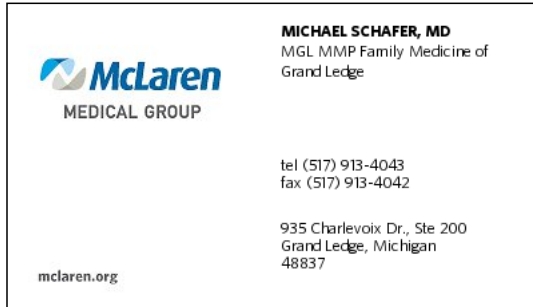 McLaren
MEDICAL GROUP
mclaren.org
MICHAEL SCHAFER, MD
MGL MMP Family Medicine of
Grand Ledge
tel (517) 913-4043
fax (517) 913-4042
935 Charlevoix Dr., Ste 200
Grand Ledge, Michigan
48837